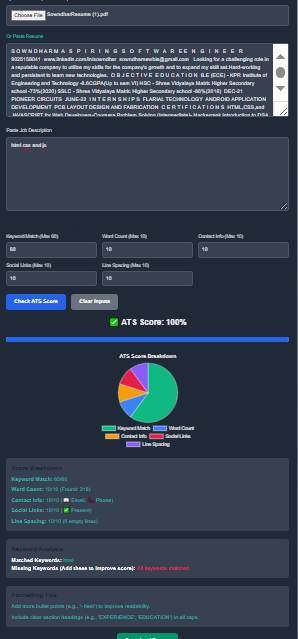 Choose File SowndharResume (1).pdf
Or Paste Resume
S O W N D H A R M A S P I R I N G S O F T W A R E E N G I N E E R
9025158041 www.linkedin.com/in/sowndher sowndharnewble@gmail.com Looking for a challenging role in
a reputable company to utilize my skills for the company's growth and to expand my skill set.Hard-working
and persistent to learn new technologies. O B J E C T I V E E D U C A T I O N B.E (ECE) - KPR Institute of
Engineering and Technology -8.6CGPA(Up to sem VI) HSC - Shree Vidyalaya Matric Higher Secondary
school -73%(2020) SSLC - Shree Vidyalaya Matric Higher Secondary school -86%(2018) DEC-21
PIONEER CIRCUITS JUNE-23 I N T E R N S H I P S FLARIAL TECHNOLOGY ANDROID APPLICATION
DEVELOPMENT PCB LAYOUT DESIGN AND FABRICATION C E R T I F I C A T I O N S HTML,CSS,and
JAVASCRIPT for Web Developers-Coursera Problem Solving (Intermediate)- Hackerrank Introduction to DSA
Paste Job Description
html css and js
Keyword Match (Max 60) Word Count (Max 10) Contact Info (Max 10)
60 10 10
Social Links (Max 10) Line Spacing (Max 10)
10 10
Check ATS Score Clear Inputs
✅ ATS Score: 100%
ATS Score Breakdown
Keyword Match Word Count
Contact Info Social Links
Line Spacing
Score Breakdown
Keyword Match: 60/60
Word Count: 10/10 (Found: 218)
Contact Info: 10/10 (📧 Email, 📞 Phone)
Social Links: 10/10 (✅ Present)
Line Spacing: 10/10 (0 empty lines)
Keyword Analysis
Matched Keywords: html
Missing Keywords (Add these to improve score): All keywords matched
Formatting Tips
Add more bullet points (e.g., '- Item') to improve readability.
Include clear section headings (e.g., 'EXPERIENCE', 'EDUCATION') in all caps.